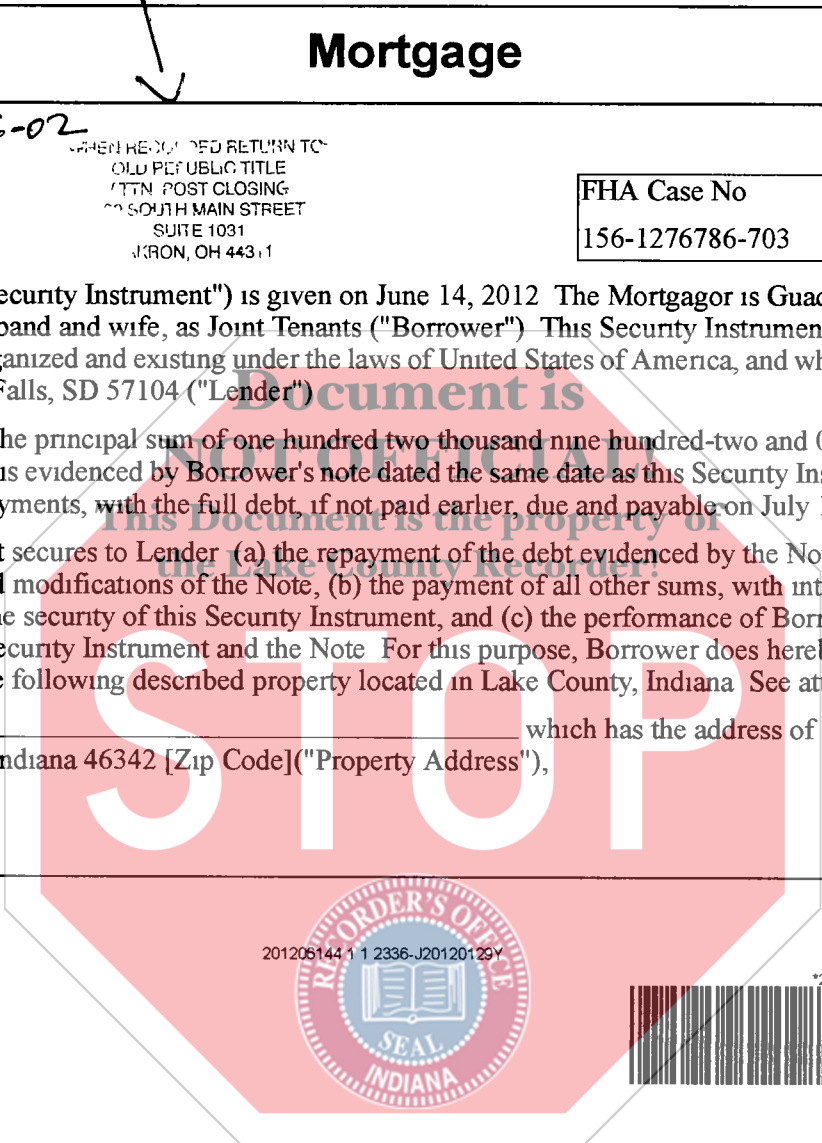 Mortgage
-02
RETURN TO
TITLE
POST CLOSING
SOUTH MAIN STREET
SUITE 1031
OH
FHA Case No
156-1276786-703
ecurity Instrument") is given on June 14, 2012 The Mortgagor is Guad
band and wife, as Joint Tenants ("Borrower") This Security Instrumen
ganized and existing under the laws of United States of America, and wh
Falls, SD 57104 ("Lender")
Document is
he principal sum of one hundred two thousand nine hundred-two and 0
NOT OFFICIAL!
is evidenced by Borrower's note dated the same date as this Security Ins
yments, with the full debt, if not paid earlier, due and payable on July 1
This Document is the property of
t secures to Lender (a) the repayment of the debt evidenced by the No
the Lake County Recorder!
d modifications of the Note, (b) the payment of all other sums, with int
e security of this Security Instrument, and (c) the performance of Borr
ecurity Instrument and the Note For this purpose, Borrower does hereb
e following described property located in Lake County, Indiana See att
which has the address of
ndiana 46342 [Zip Code]("Property Address"),
STOP
RECORDER'S OFFICE
201206144 1 1 2336-J20120129Y
SEAL
INDIANA